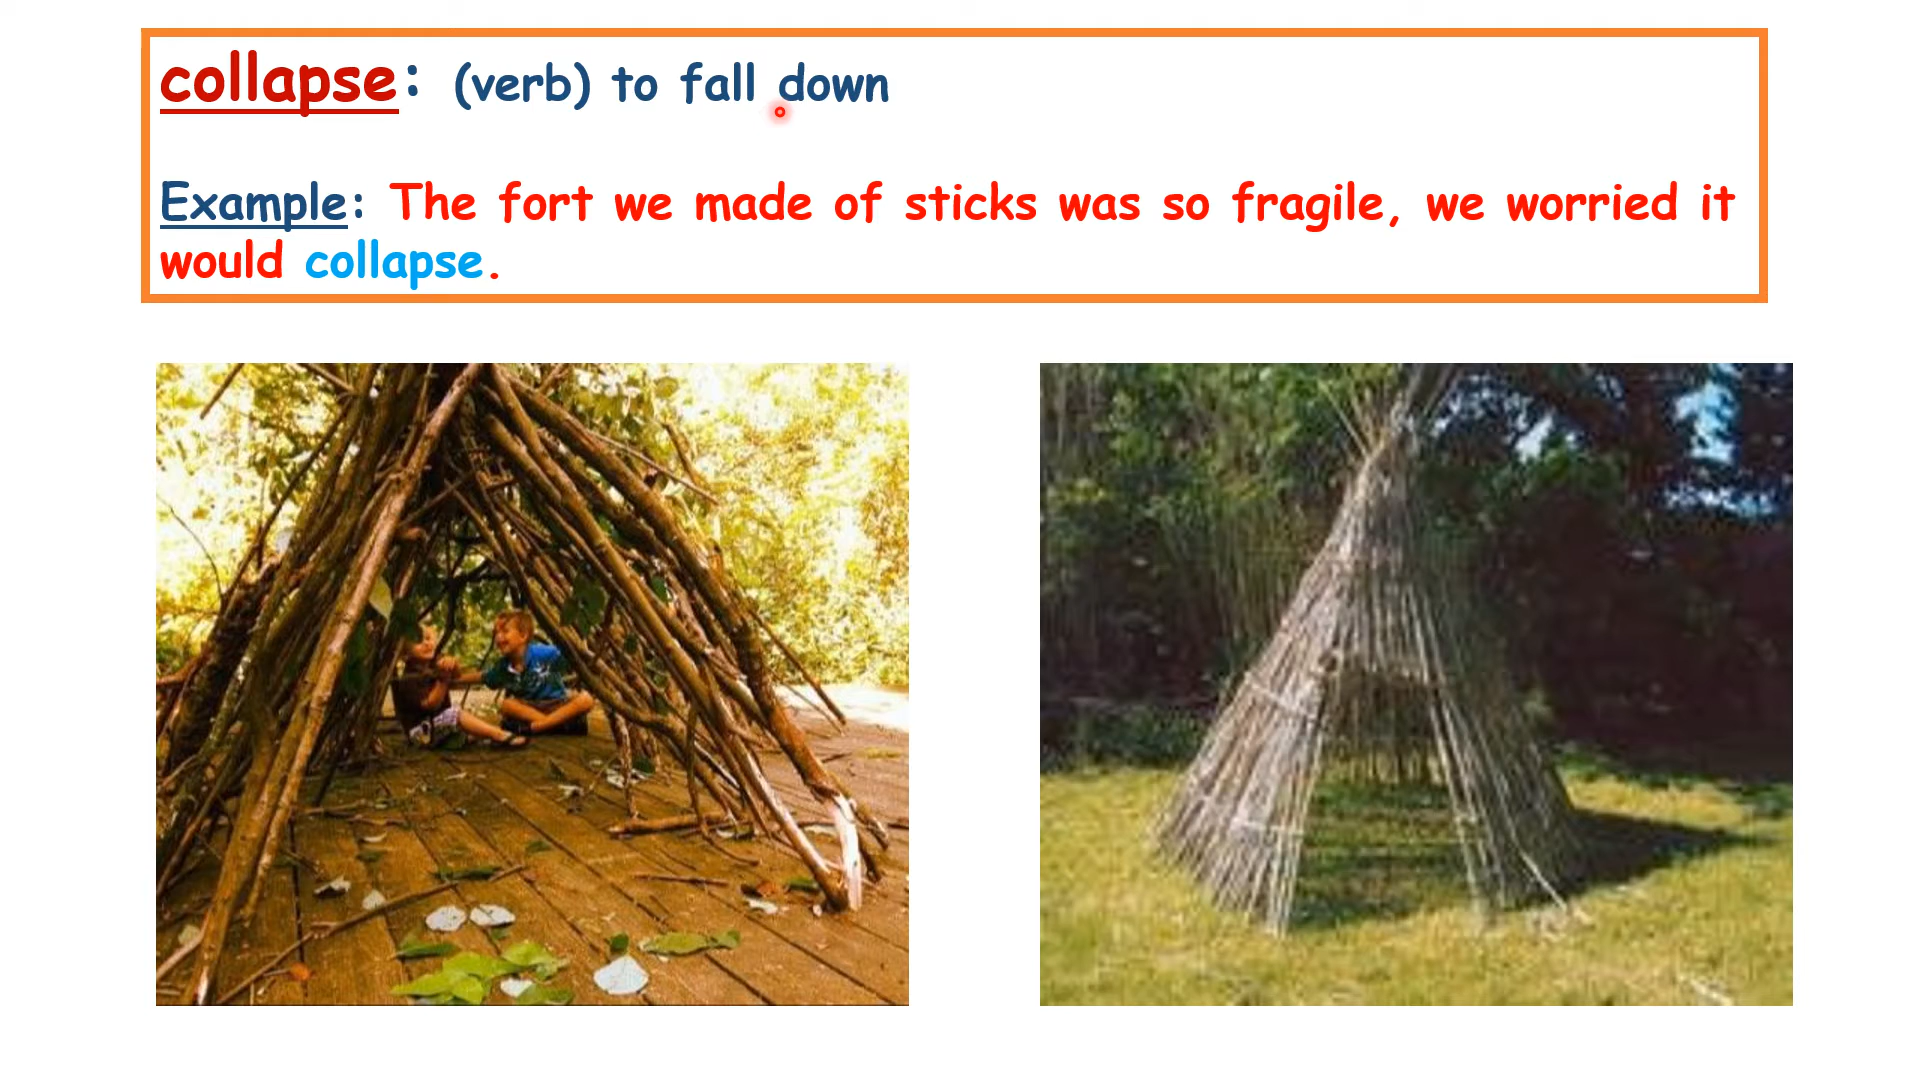 collapse: (verb) to fall down
Example: The fort we made of sticks was so fragile, we worried it
would collapse.